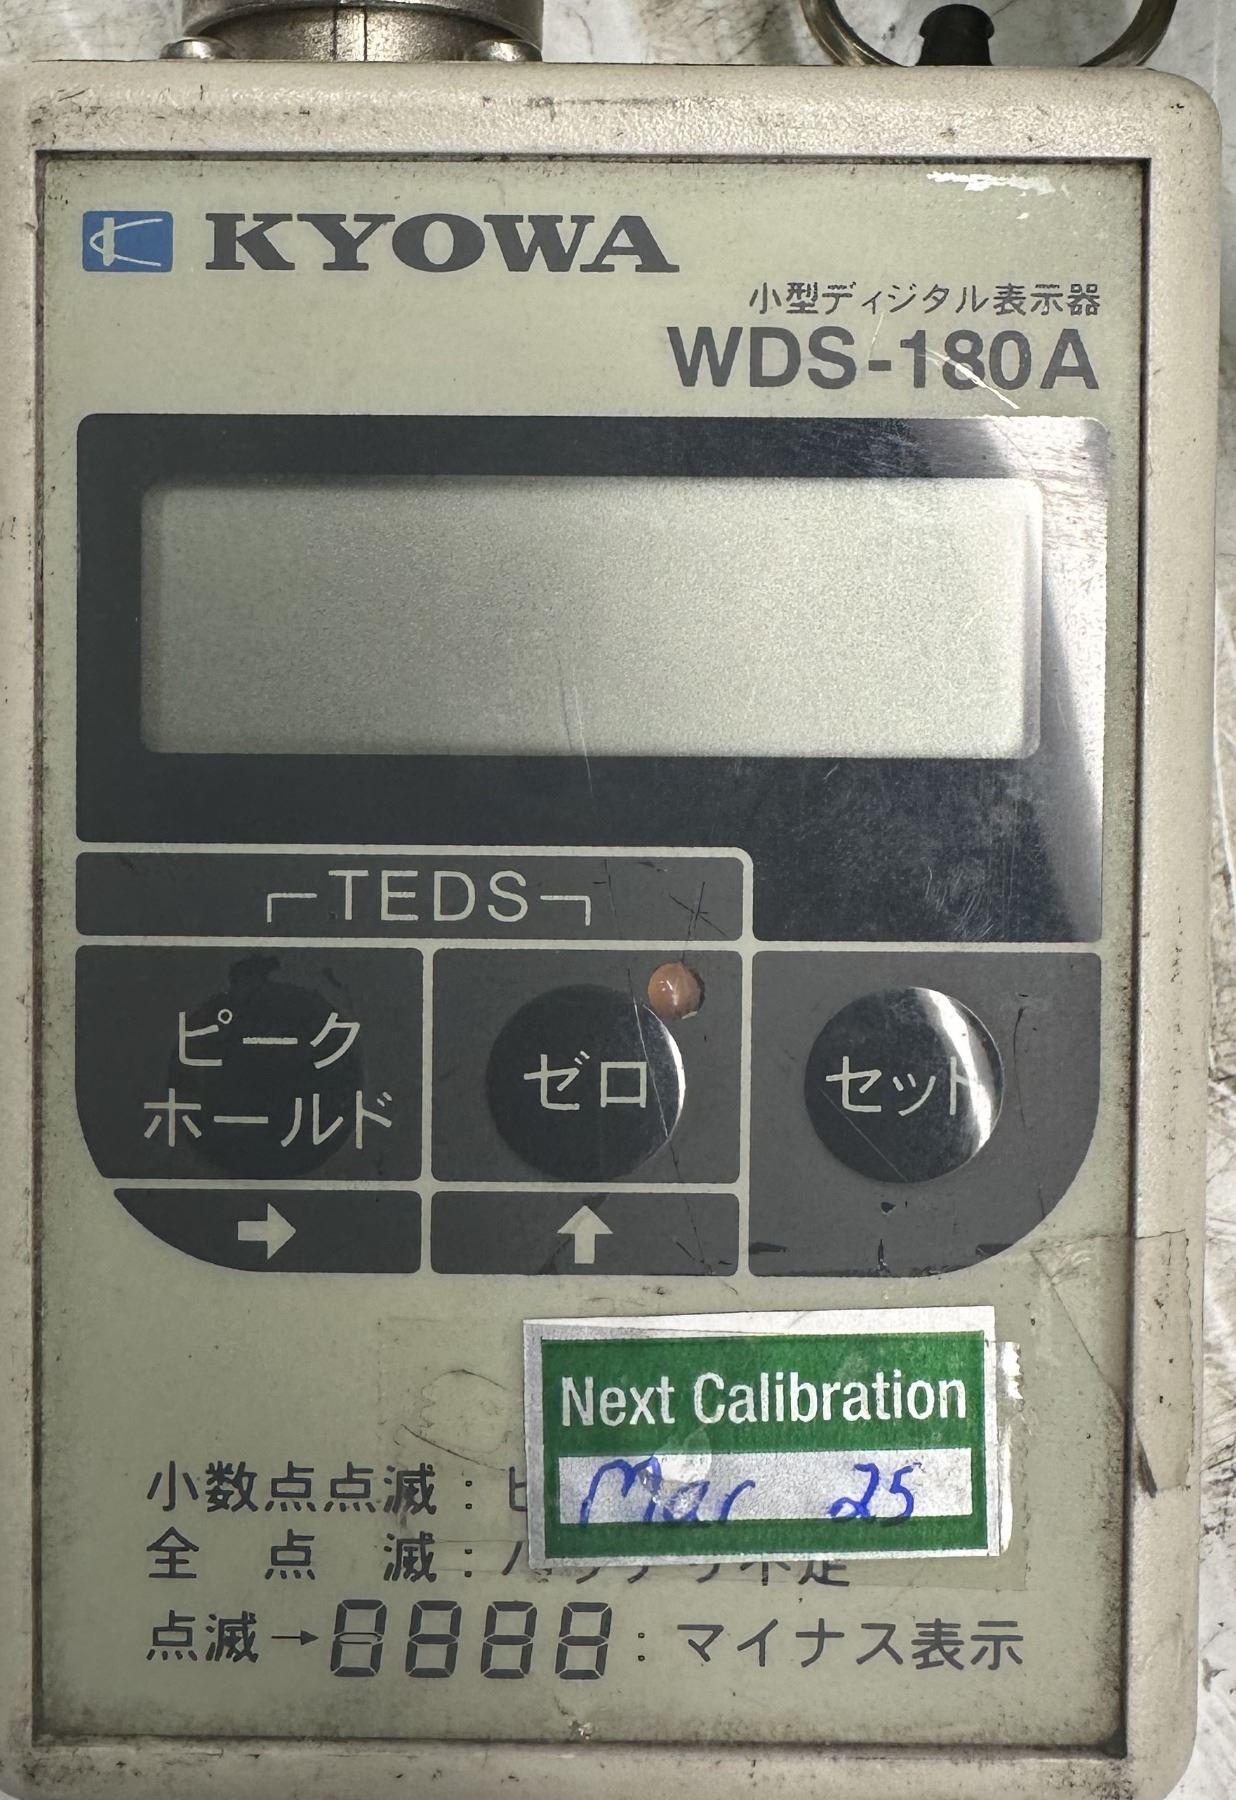 KYOWA
小型ディジタル表示器
WDS-180A
TEDS
ピーク
ホールド
ゼロ
セット
→
↑
Next Calibration
Mar 25
小数点点滅:
全点滅:
点滅→8888:マイナス表示